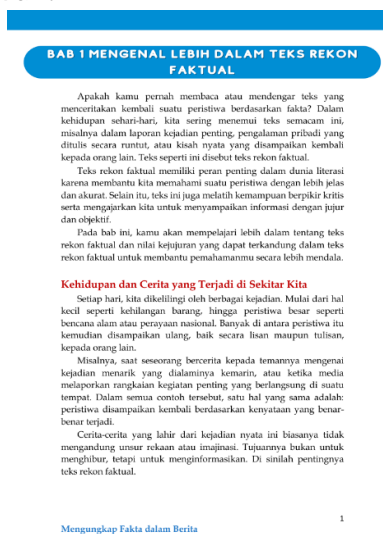 BAB 1 MENGENAL LEBIH DALAM TEKS REKON
FAKTUAL
Apakah kamu pernah membaca atau mendengar teks yang
menceritakan kembali suatu peristiwa berdasarkan fakta? Dalam
kehidupan sehari-hari, kita sering menemui teks semacam ini,
misalnya dalam laporan kejadian penting, pengalaman pribadi yang
ditulis secara runtut, atau kisah nyata yang disampaikan kembali
kepada orang lain. Teks seperti ini disebut teks rekon faktual.
Teks rekon faktual memiliki peran penting dalam dunia literasi
karena membantu kita memahami suatu peristiwa dengan lebih jelas
dan akurat. Selain itu, teks ini juga melatih kemampuan berpikir kritis
serta mengajarkan kita untuk menyampaikan informasi dengan jujur
dan objektif.
Pada bab ini, kamu akan mempelajari lebih dalam tentang teks
rekon faktual dan nilai kejujuran yang dapat terkandung dalam teks
rekon faktual untuk membantu pemahamanmu secara lebih mendala.
Kehidupan dan Cerita yang Terjadi di Sekitar Kita
Setiap hari, kita dikelilingi oleh berbagai kejadian. Mulai dari hal
kecil seperti kehilangan barang, hingga peristiwa besar seperti
bencana alam atau perayaan nasional. Banyak di antara peristiwa itu
kemudian disampaikan ulang, baik secara lisan maupun tulisan,
kepada orang lain.
Misalnya, saat seseorang bercerita kepada temannya mengenai
kejadian menarik yang dialaminya kemarin, atau ketika media
melaporkan rangkaian kegiatan penting yang berlangsung di suatu
tempat. Dalam semua contoh tersebut, satu hal yang sama adalah:
peristiwa disampaikan kembali berdasarkan kenyataan yang benar-
benar terjadi.
Cerita-cerita yang lahir dari kejadian nyata ini biasanya tidak
mengandung unsur rekaan atau imajinasi. Tujuannya bukan untuk
menghibur, tetapi untuk menginformasikan. Di sinilah pentingnya
teks rekon faktual.
1
Mengungkap Fakta dalam Berita